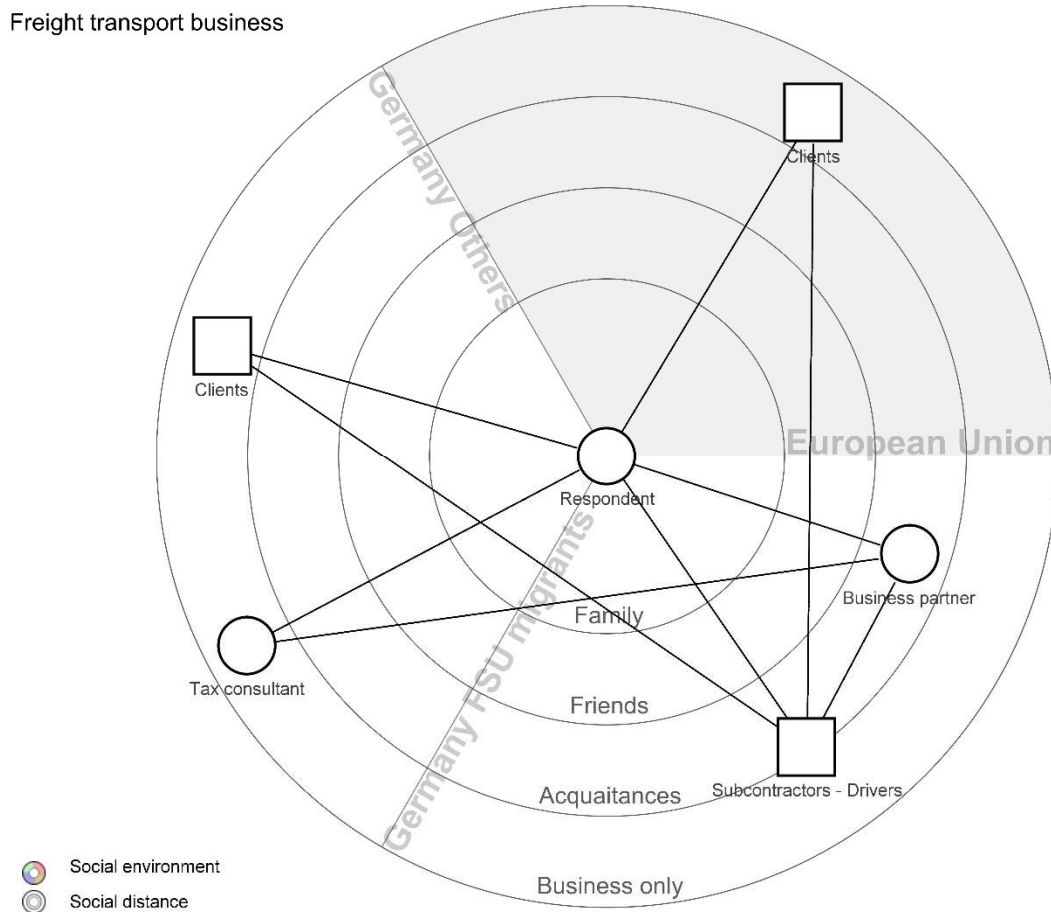 Freight transport business
Germany Others
Clients
Clients
European Union
Respondent
Germany FSU migrants
Business partner
Family
Tax consultant
Friends
Acquaitances
Subcontractors - Drivers
Social environment
Business only
Social distance